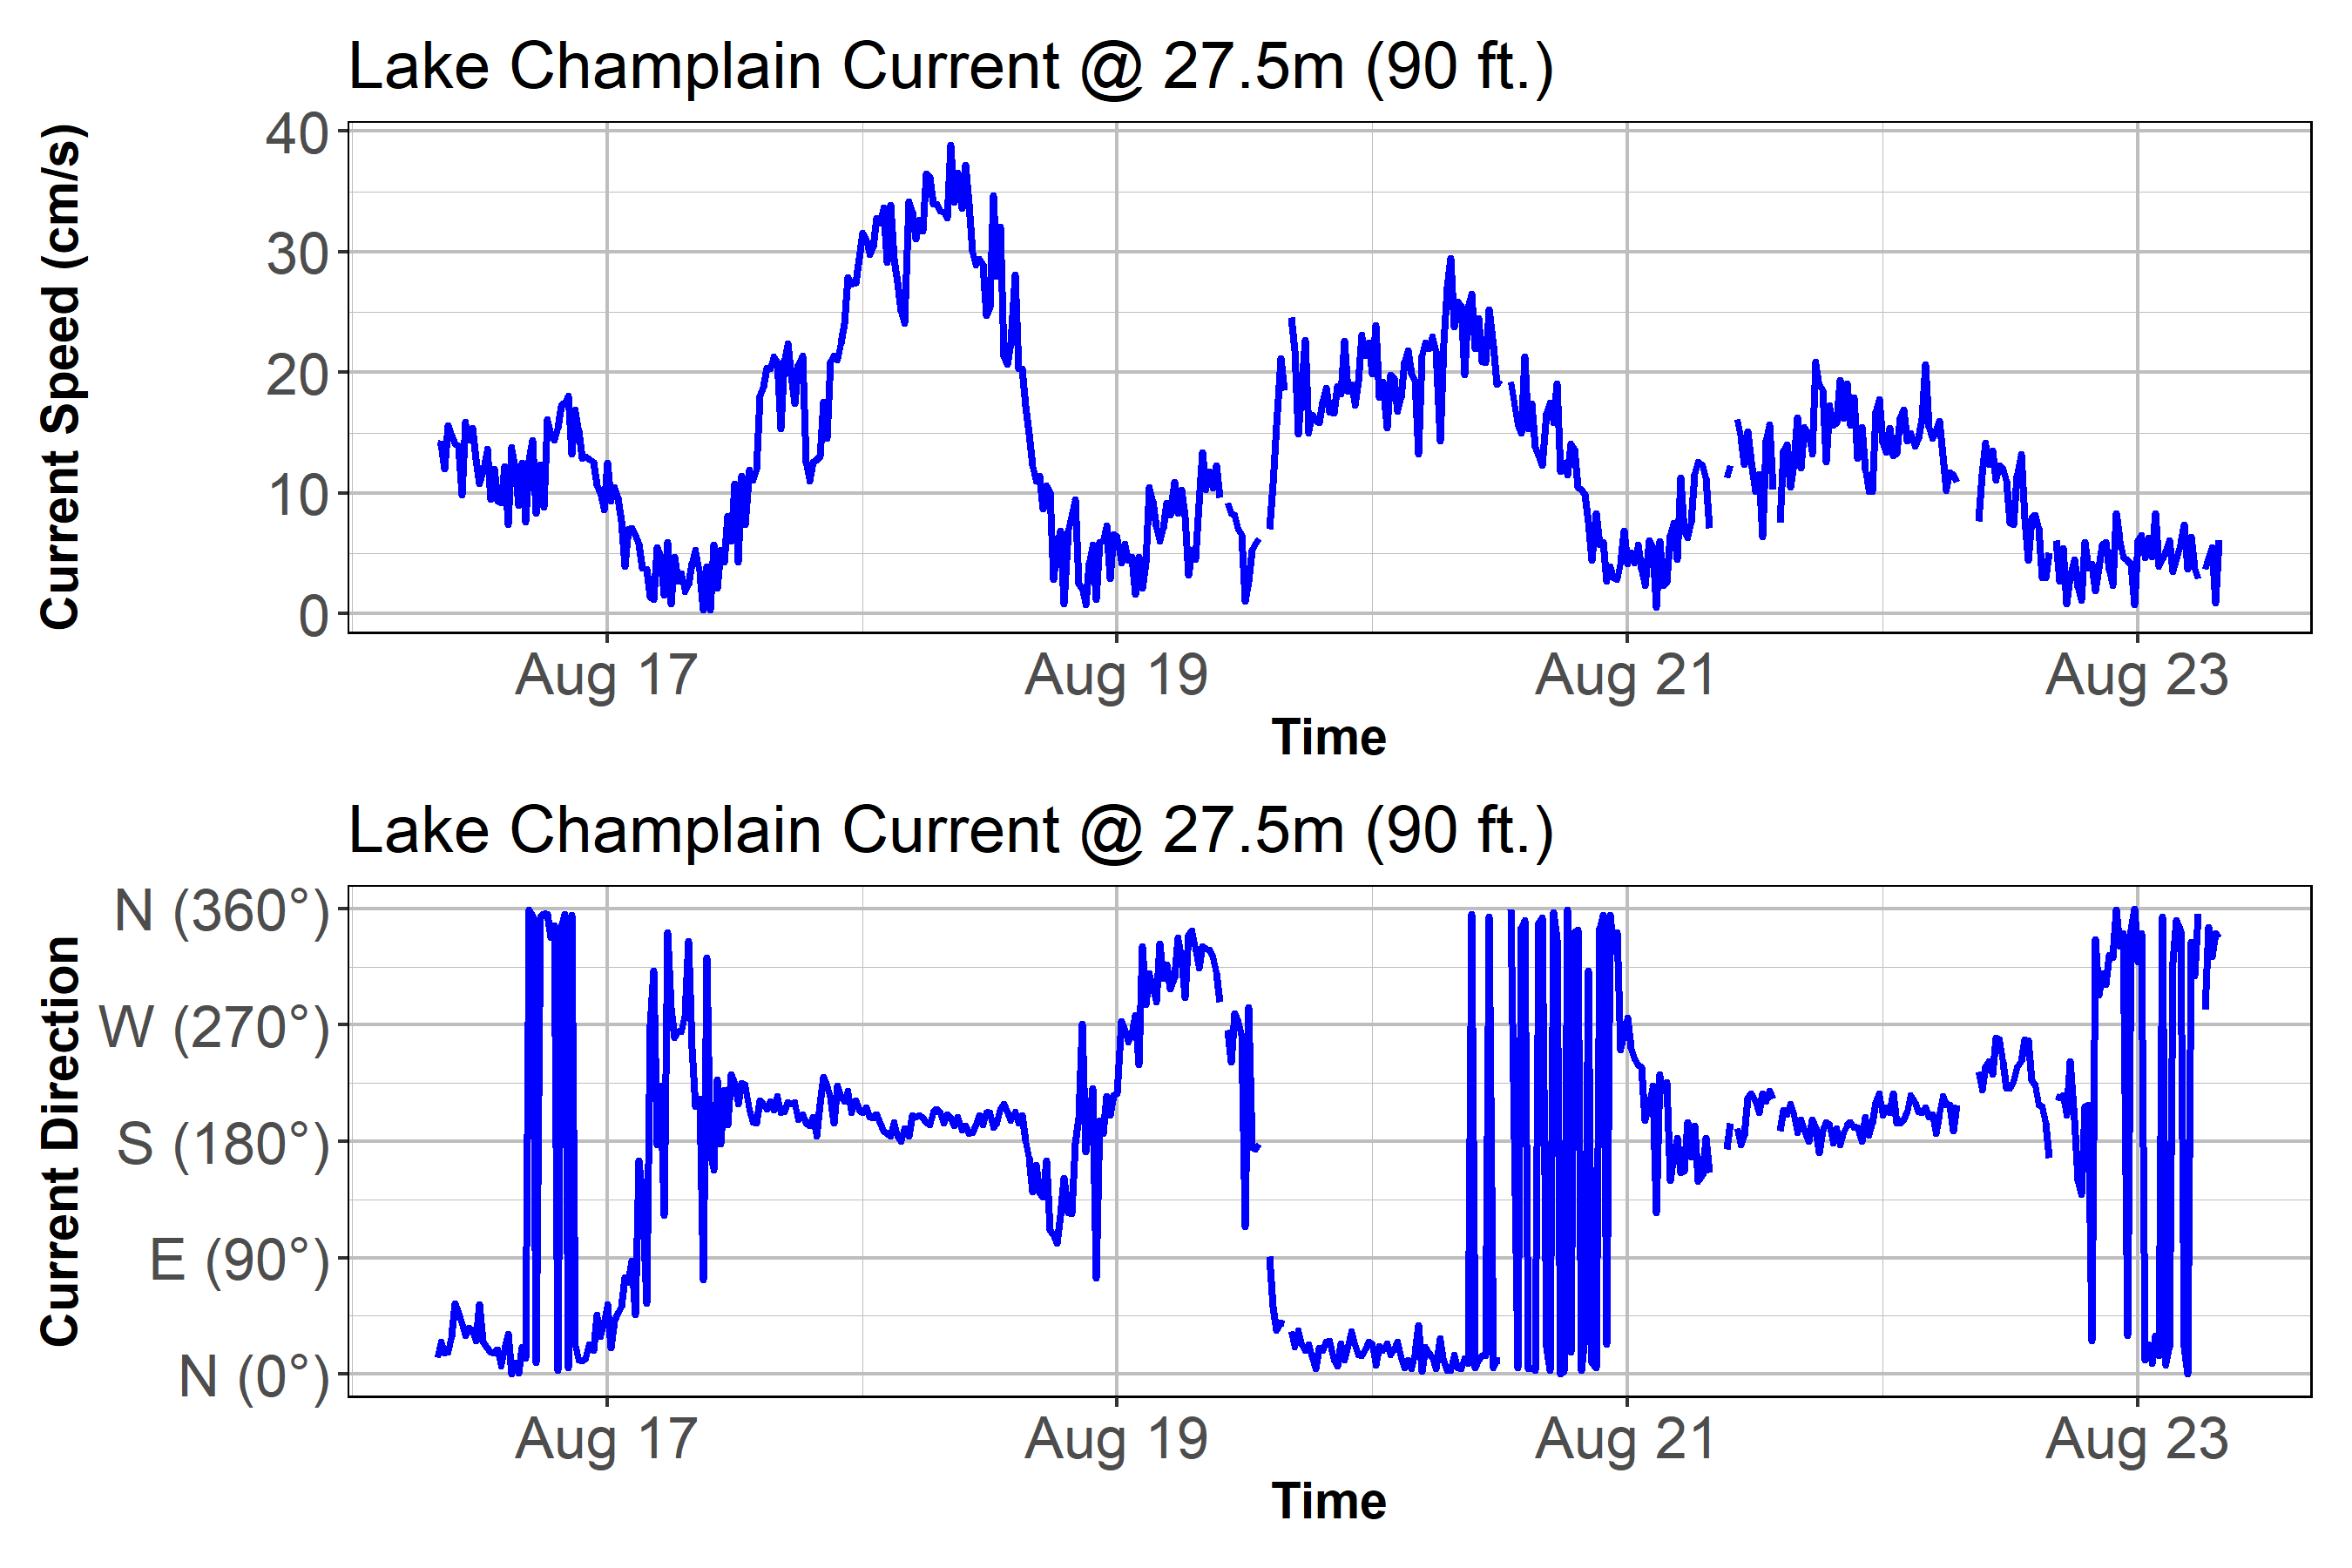 Lake Champlain Current @ 27.5m (90 ft.)
Current Speed (cm/s)
40
30
20
10
0
Aug 17 Aug 19 Aug 21 Aug 23
Time
Lake Champlain Current @ 27.5m (90 ft.)
Current Direction
N (360°)
W (270°)
S (180°)
E (90°)
N (0°)
Aug 17 Aug 19 Aug 21 Aug 23
Time